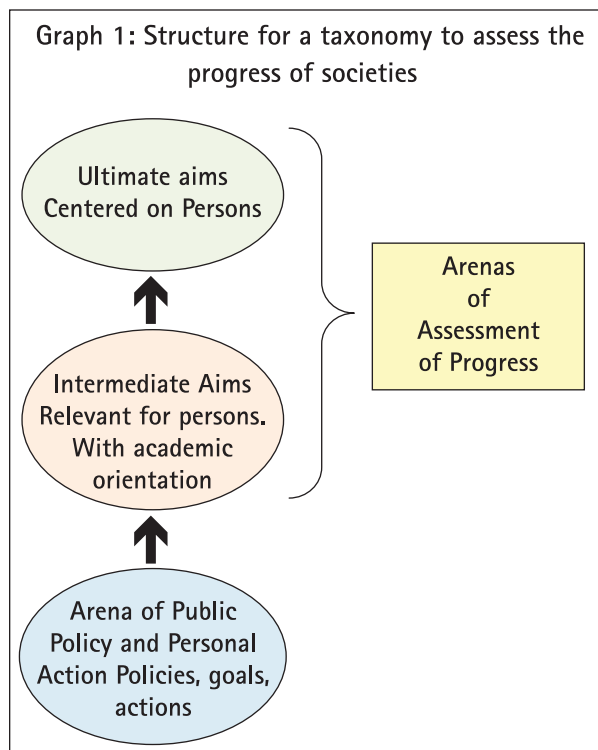 Graph 1: Structure for a taxonomy to assess the
progress of societies
Ultimate aims
Centered on Persons
Arenas
of
Assessment
of Progress
Intermediate Aims
Relevant for persons.
With academic
orientation
Arena of Public
Policy and Personal
Action Policies, goals,
actions